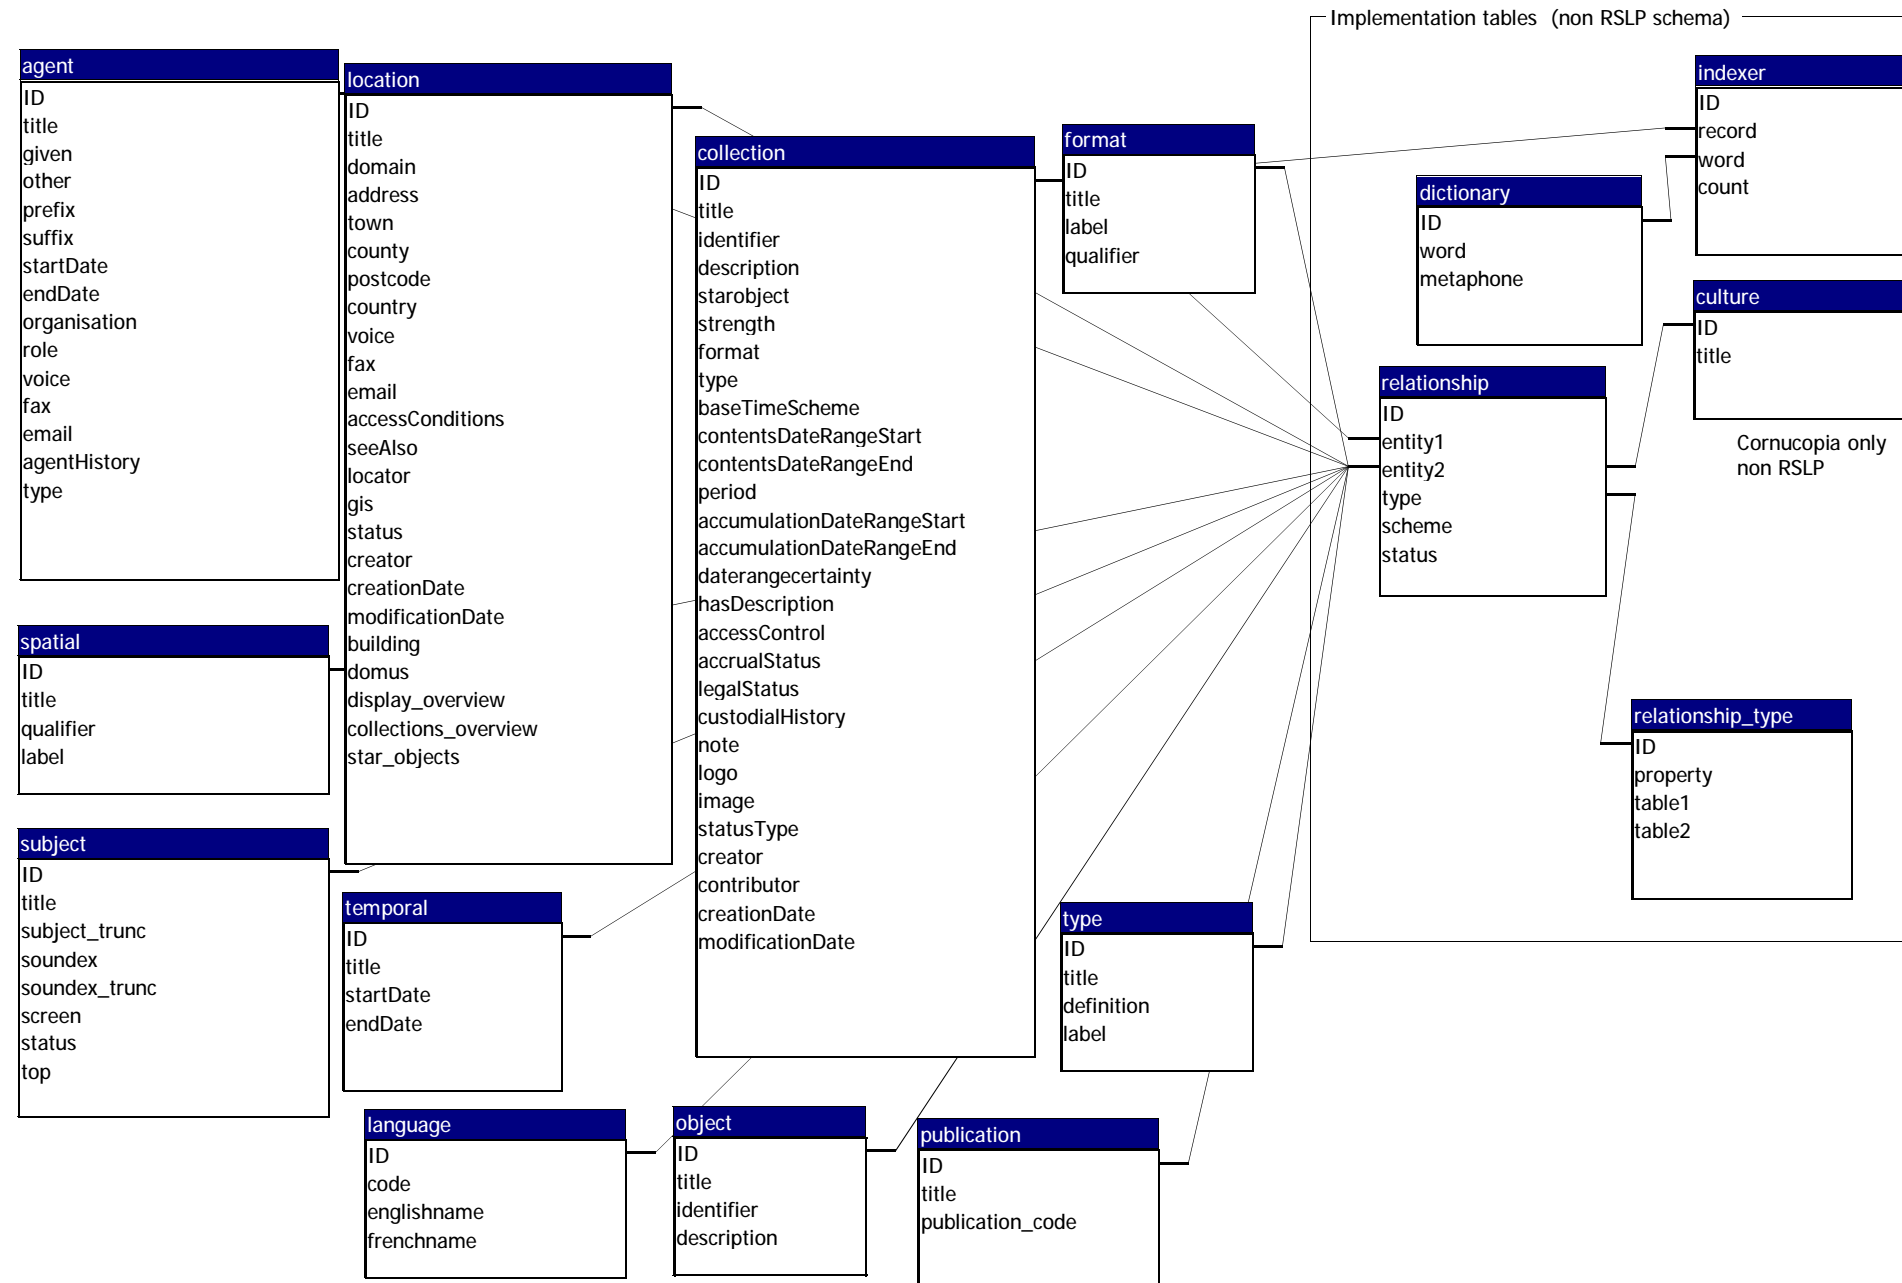 Implementation tables (non RSLP schema)
agent
ID
title
given
other
prefix
suffix
startDate
endDate
organisation
role
voice
fax
email
agentHistory
type
location
ID
title
domain
address
town
county
postcode
country
voice
fax
email
accessConditions
seeAlso
locator
gis
status
creator
creationDate
modificationDate
building
domus
display_overview
collections_overview
star_objects
collection
ID
title
identifier
description
starobject
strength
format
type
baseTimeScheme
contentsDateRangeStart
contentsDateRangeEnd
period
accumulationDateRangeStart
accumulationDateRangeEnd
daterangecertainty
hasDescription
accessControl
accrualStatus
legalStatus
custodialHistory
note
logo
image
statusType
creator
contributor
creationDate
modificationDate
format
ID
title
label
qualifier
indexer
ID
record
word
count
dictionary
ID
word
metaphone
culture
ID
title
Cornucopia only
non RSLP
relationship
ID
entity1
entity2
type
scheme
status
relationship_type
ID
property
table1
table2
spatial
ID
title
qualifier
label
subject
ID
title
subject_trunc
soundex
soundex_trunc
screen
status
top
temporal
ID
title
startDate
endDate
type
ID
title
definition
label
language
ID
code
englishname
frenchname
object
ID
title
identifier
description
publication
ID
title
publication_code